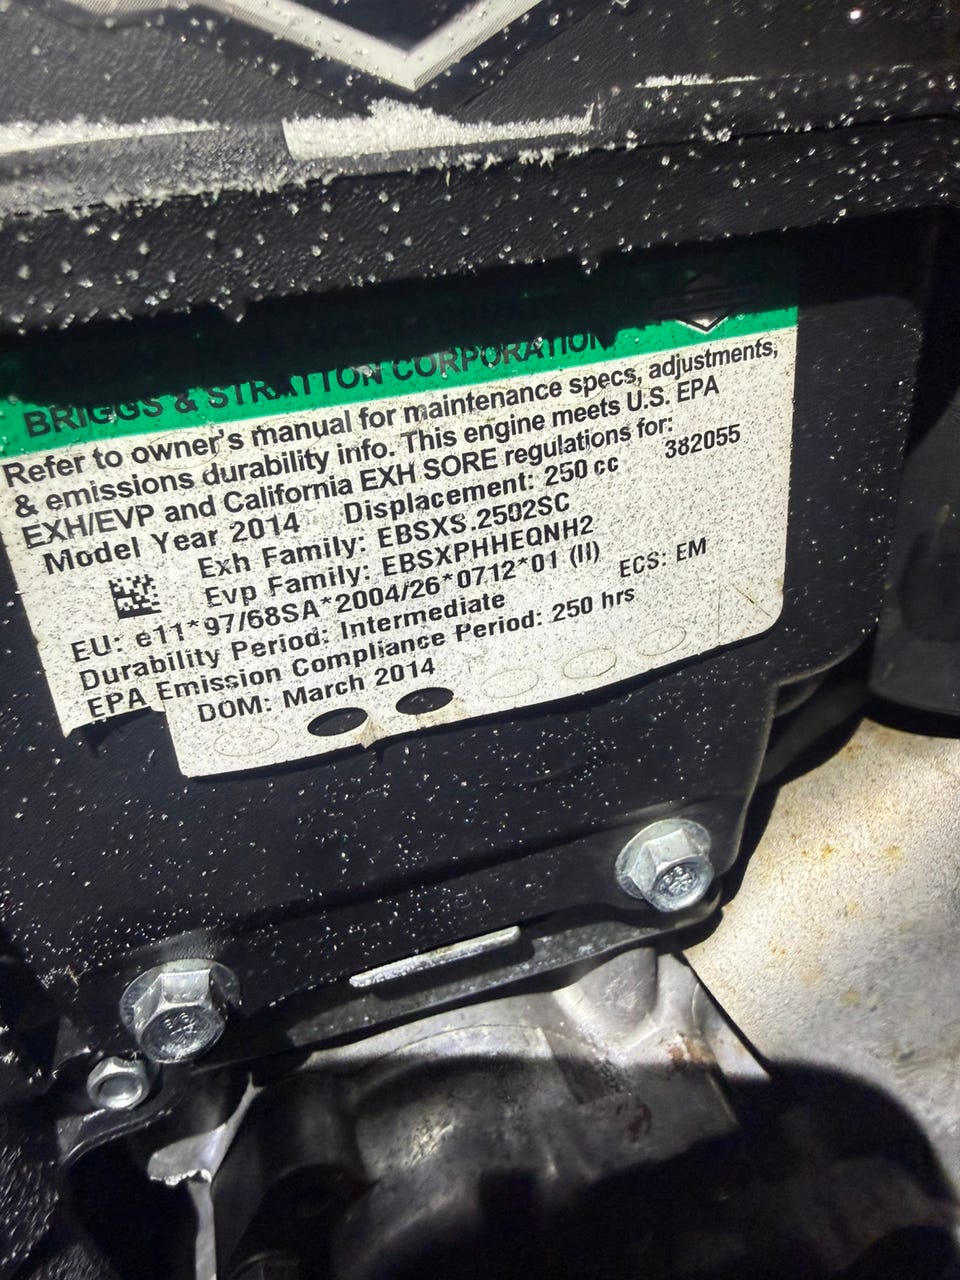 BRIGGS & STRATTON CORPORATION
Refer to owner's manual for maintenance specs, adjustments,
& emissions durability info. This engine meets U.S. EPA
EXH/EVP and California EXH SORE regulations for:
Model Year 2014 Displacement: 250 cc 382055
Exh Family: EBSXS.2502SC
Evp Family: EBSXPHHEQNH2
EU: e11*97/68SA*2004/26*0712*01 (II) ECS: EM
Durability Period: Intermediate
EPA Emission Compliance Period: 250 hrs
DOM: March 2014